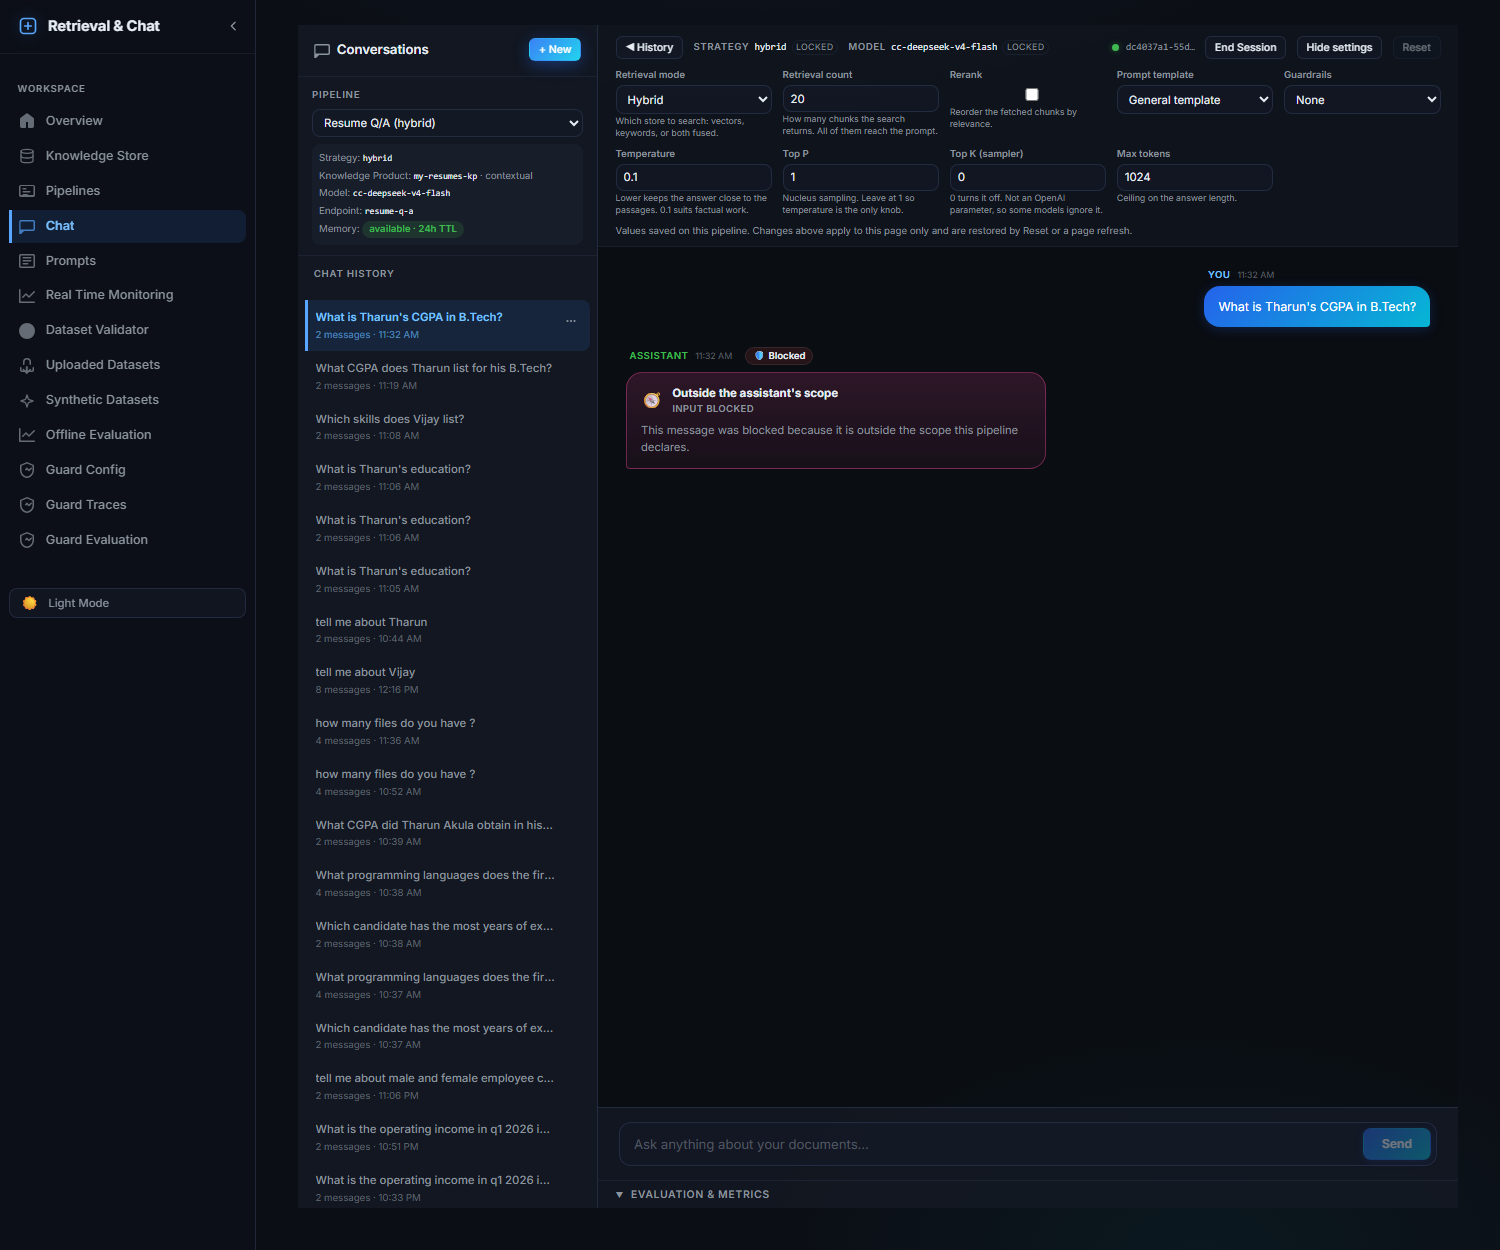 Retrieval & Chat
WORKSPACE
Overview
Knowledge Store
Pipelines
Chat
Prompts
Real Time Monitoring
Dataset Validator
Uploaded Datasets
Synthetic Datasets
Offline Evaluation
Guard Config
Guard Traces
Guard Evaluation
Light Mode
Conversations
+ New
PIPELINE
Resume Q/A (hybrid)
Strategy: hybrid
Knowledge Product: my-resumes-kp · contextual
Model: cc-deepseek-v4-flash
Endpoint: resume-q-a
Memory: available · 24h TTL
CHAT HISTORY
What is Tharun's CGPA in B.Tech?
...
2 messages · 11:32 AM
What CGPA does Tharun list for his B.Tech?
2 messages · 11:19 AM
Which skills does Vijay list?
2 messages · 11:08 AM
What is Tharun's education?
2 messages · 11:06 AM
What is Tharun's education?
2 messages · 11:06 AM
What is Tharun's education?
2 messages · 11:05 AM
tell me about Tharun
2 messages · 10:44 AM
tell me about Vijay
8 messages · 12:16 PM
how many files do you have ?
4 messages · 11:36 AM
how many files do you have ?
4 messages · 10:52 AM
What CGPA did Tharun Akula obtain in his...
2 messages · 10:39 AM
What programming languages does the fir...
4 messages · 10:38 AM
Which candidate has the most years of ex...
2 messages · 10:38 AM
What programming languages does the fir...
4 messages · 10:37 AM
Which candidate has the most years of ex...
2 messages · 10:37 AM
tell me about male and female employee c...
2 messages · 11:06 PM
What is the operating income in q1 2026 i...
2 messages · 10:51 PM
What is the operating income in q1 2026 i...
2 messages · 10:33 PM
◀ History STRATEGY hybrid LOCKED MODEL cc-deepseek-v4-flash LOCKED dc4037a1-55d… End Session Hide settings Reset
Retrieval mode
Hybrid
Which store to search: vectors,
keywords, or both fused.
Retrieval count
20
How many chunks the search
returns. All of them reach the prompt.
Rerank
Reorder the fetched chunks by
relevance.
Prompt template
General template
Guardrails
None
Temperature
0.1
Lower keeps the answer close to the
passages. 0.1 suits factual work.
Top P
1
Nucleus sampling. Leave at 1 so
temperature is the only knob.
Top K (sampler)
0
0 turns it off. Not an OpenAI
parameter, so some models ignore it.
Max tokens
1024
Ceiling on the answer length.
Values saved on this pipeline. Changes above apply to this page only and are restored by Reset or a page refresh.
YOU 11:32 AM
What is Tharun's CGPA in B.Tech?
ASSISTANT 11:32 AM Blocked
Outside the assistant's scope
INPUT BLOCKED
This message was blocked because it is outside the scope this pipeline
declares.
Ask anything about your documents...
Send
▼ EVALUATION & METRICS